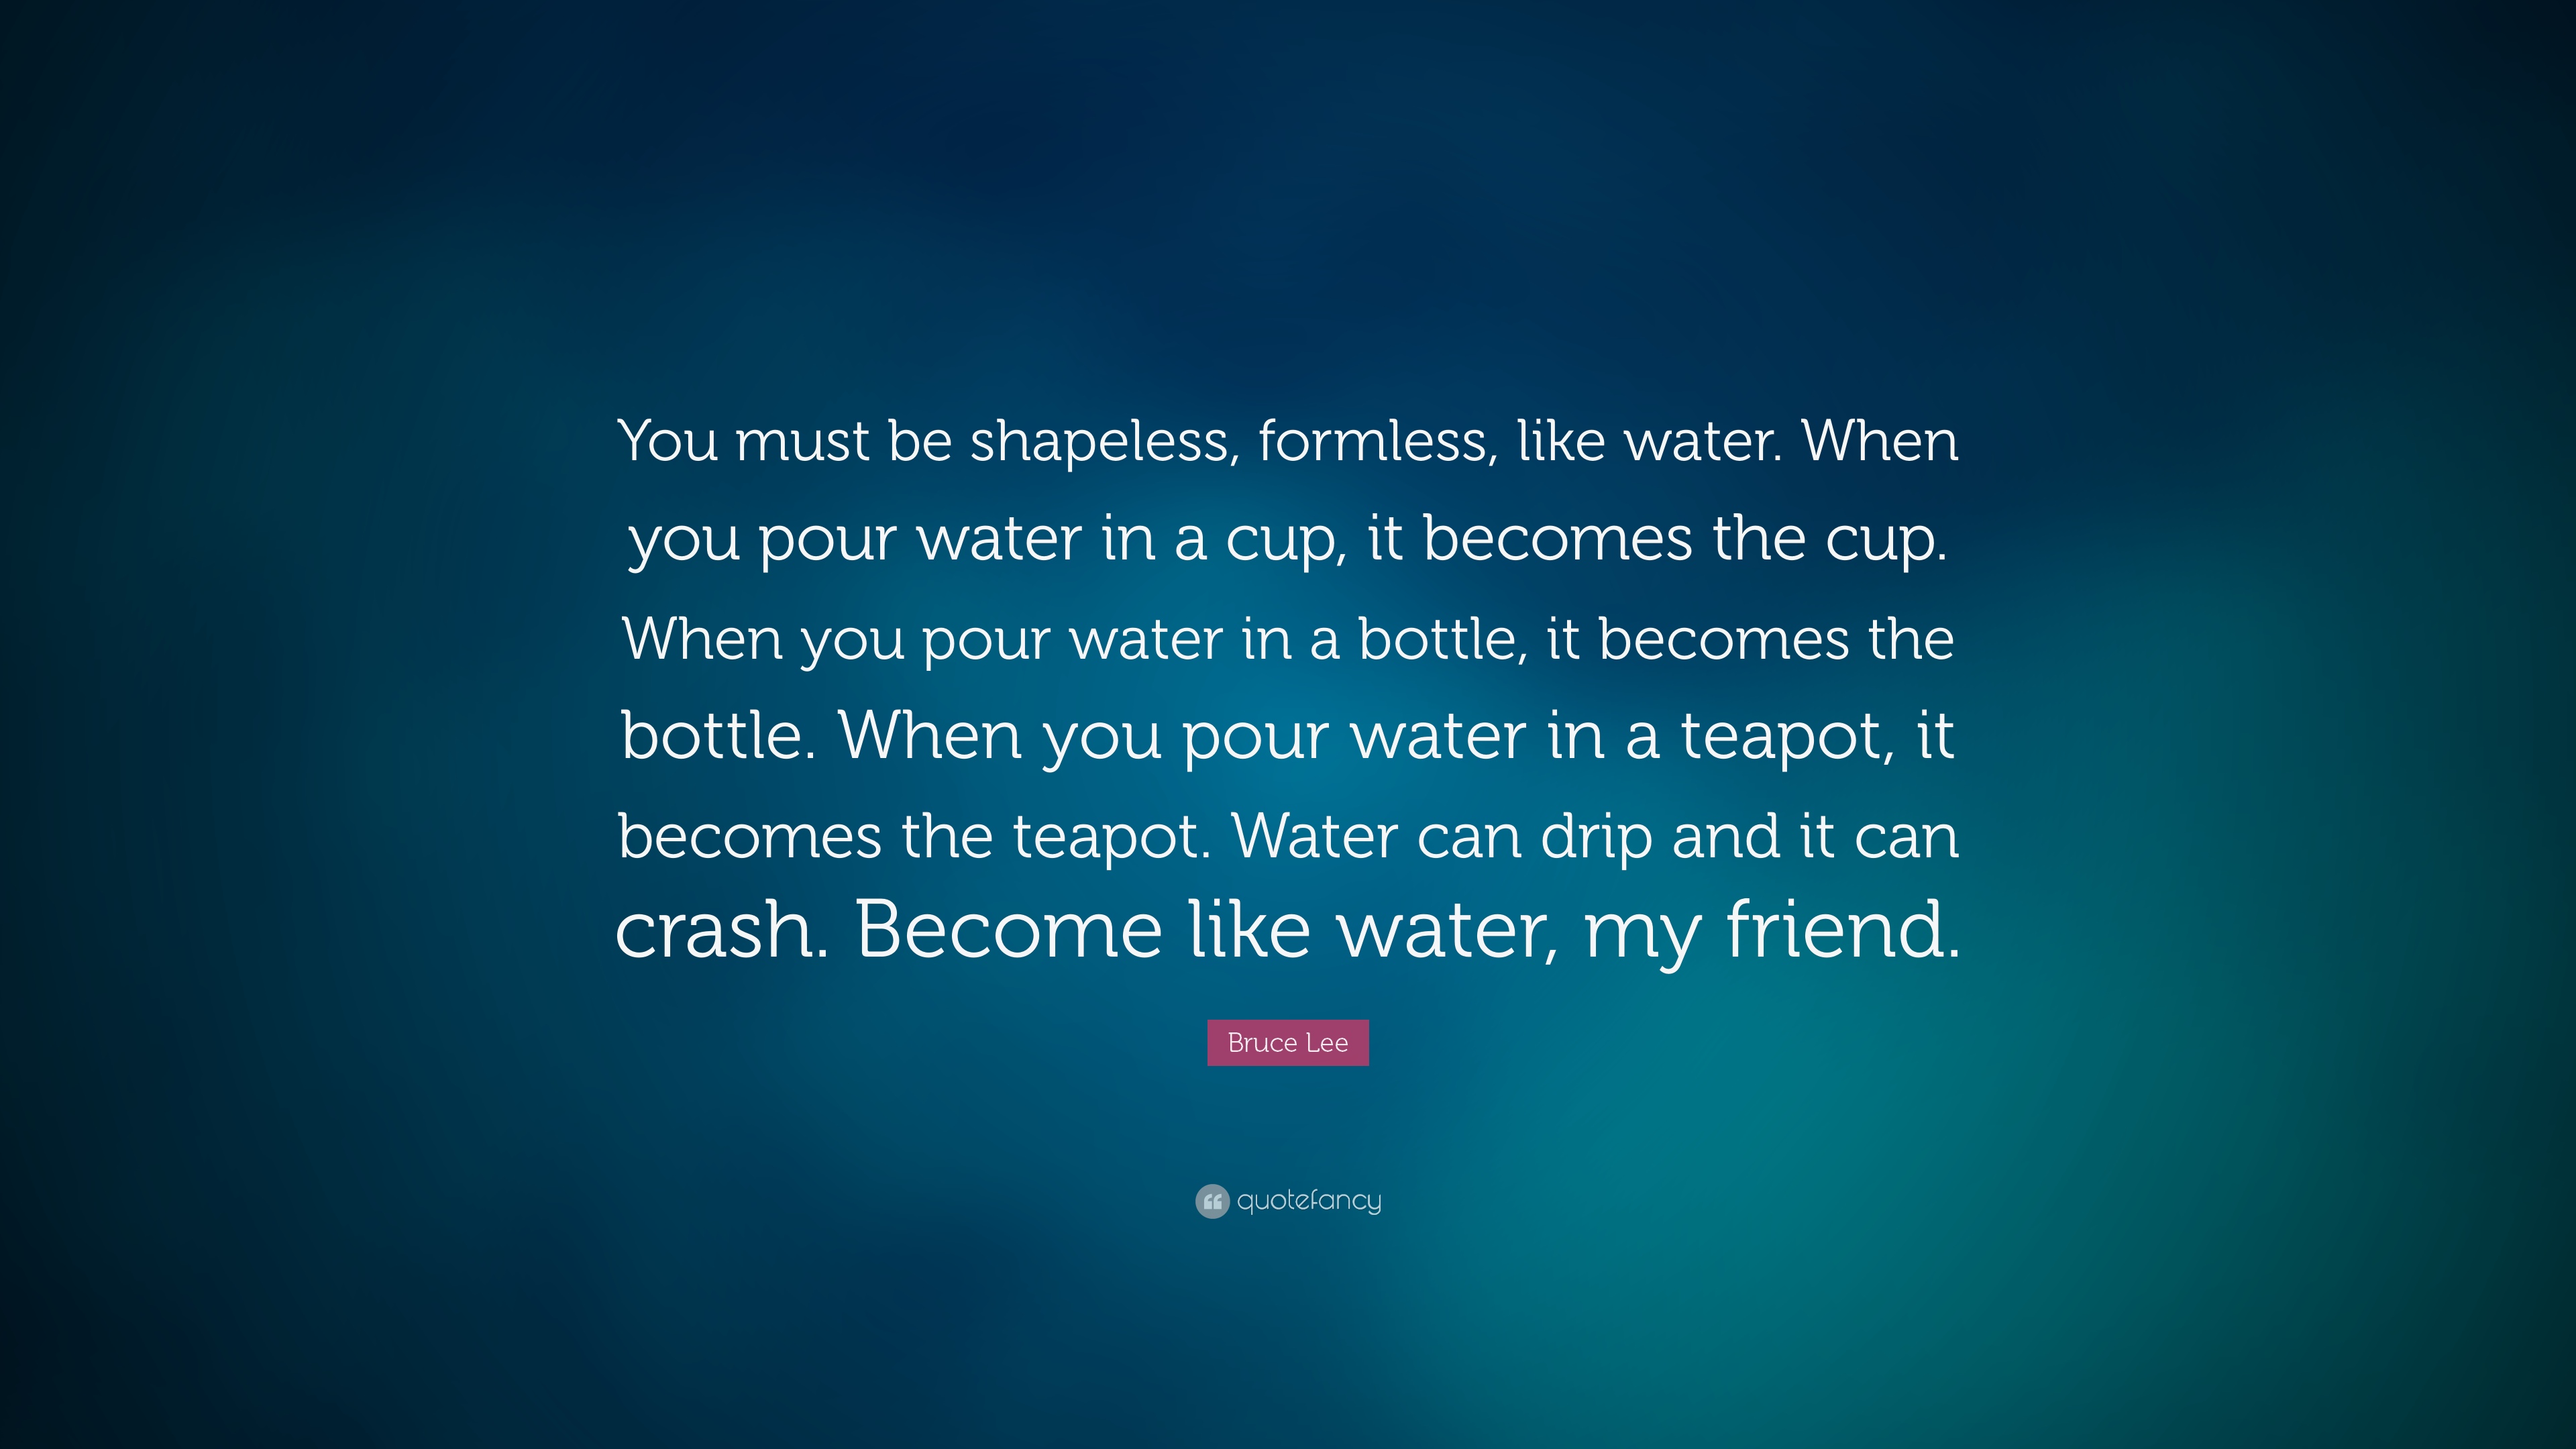 You must be shapeless, formless, like water. When
you pour water in a cup, it becomes the cup.
When you pour water in a bottle, it becomes the
bottle. When you pour water in a teapot, it
becomes the teapot. Water can drip and it can
crash. Become like water, my friend.
Bruce Lee
quotefancy